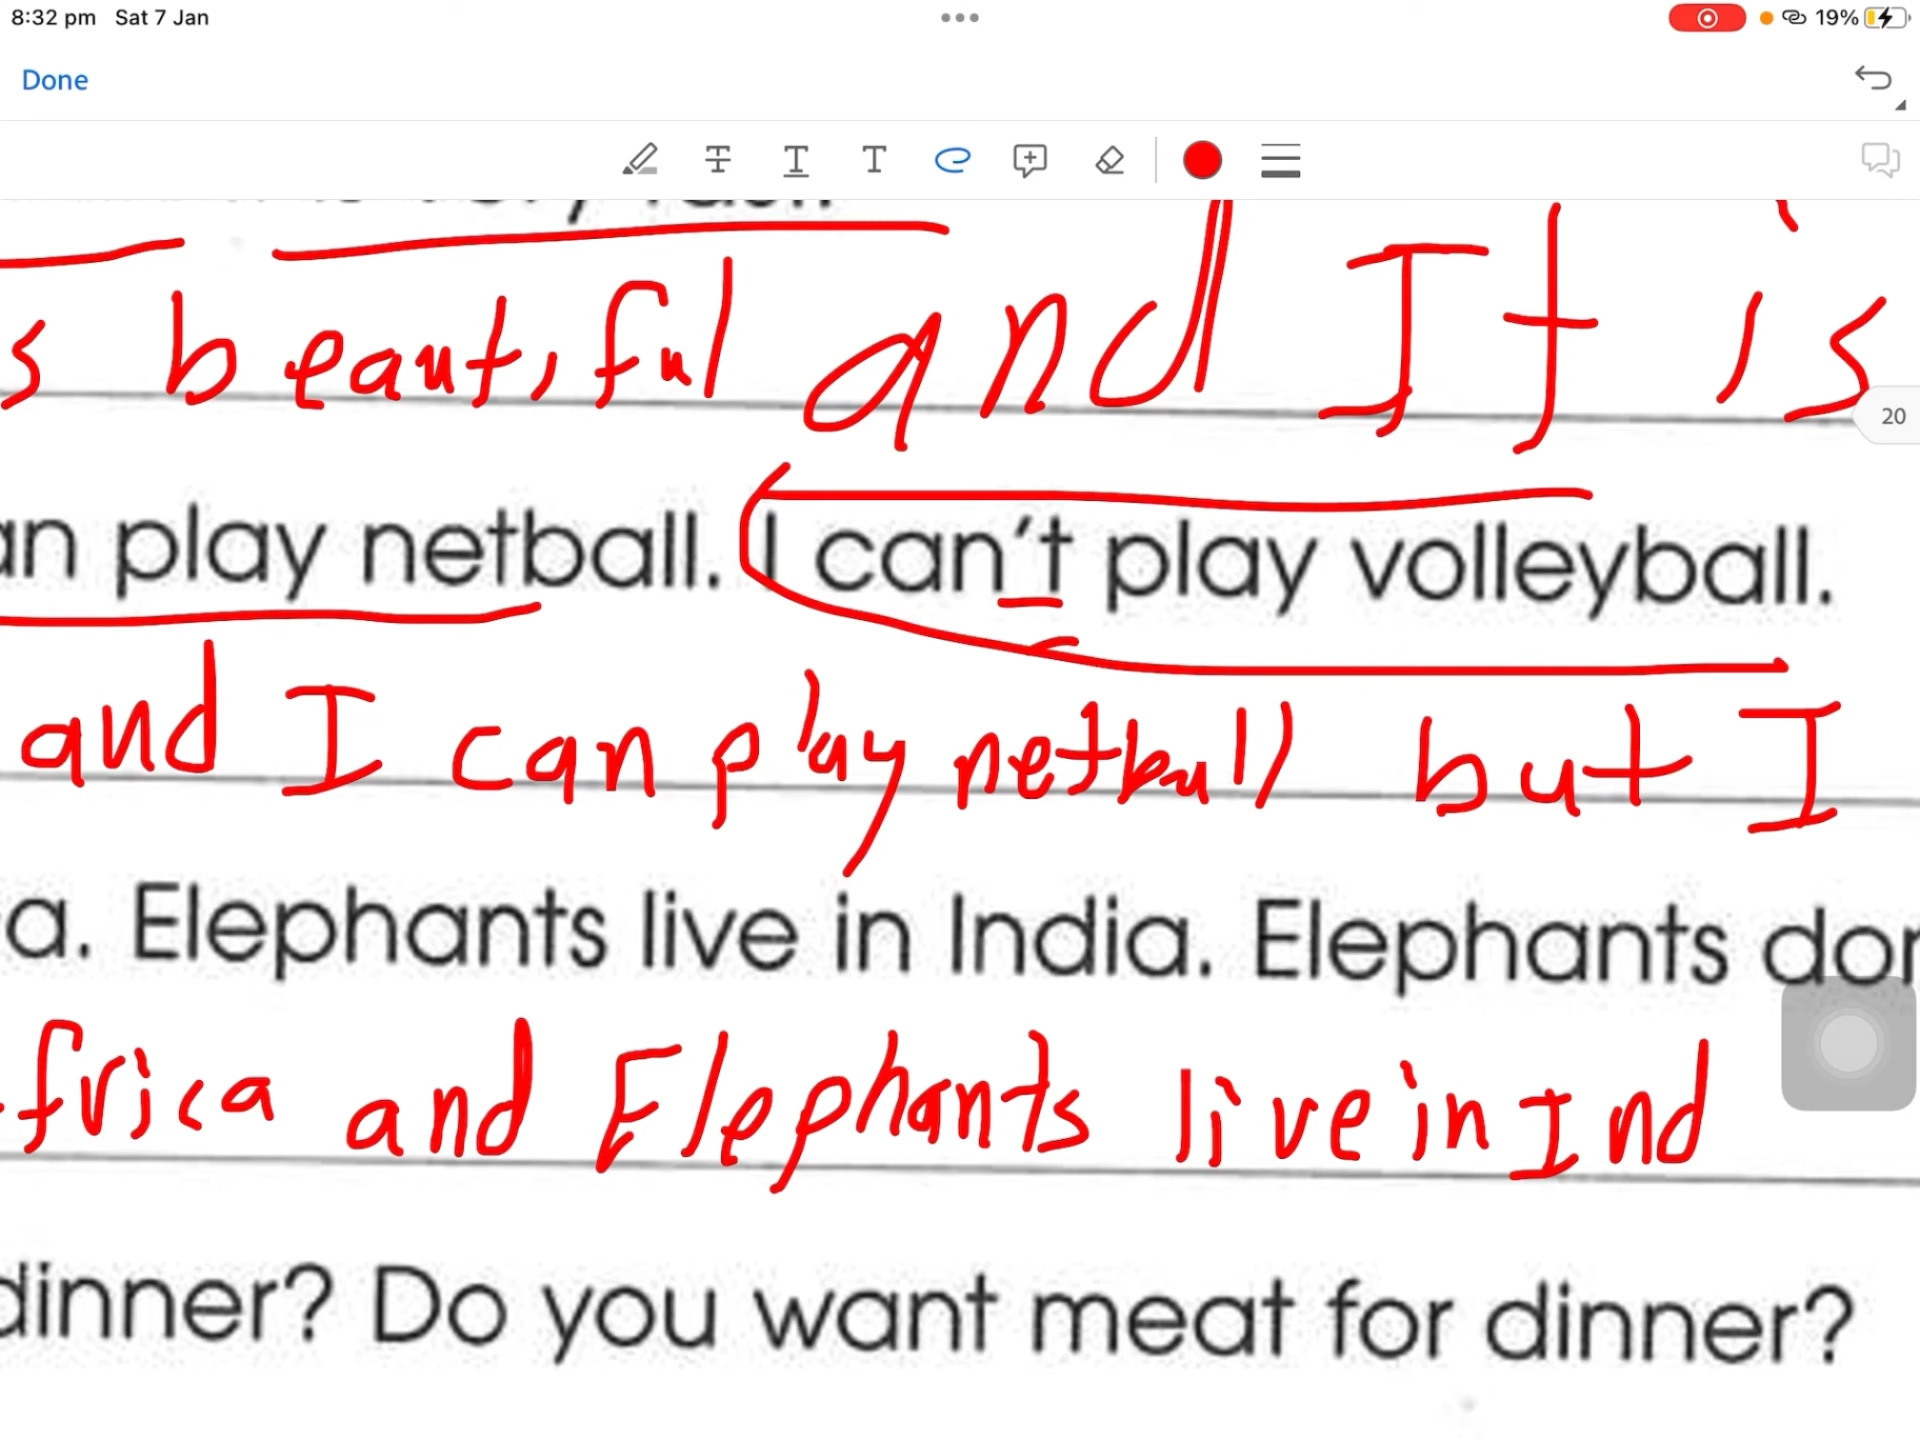 8:32 pm Sat 7 Jan
19%
Done
s beautiful and It is
20
an play netball. I can't play volleyball.
and I can play netball but I
a. Elephants live in India. Elephants don
frica and Elephants live in Ind
dinner? Do you want meat for dinner?